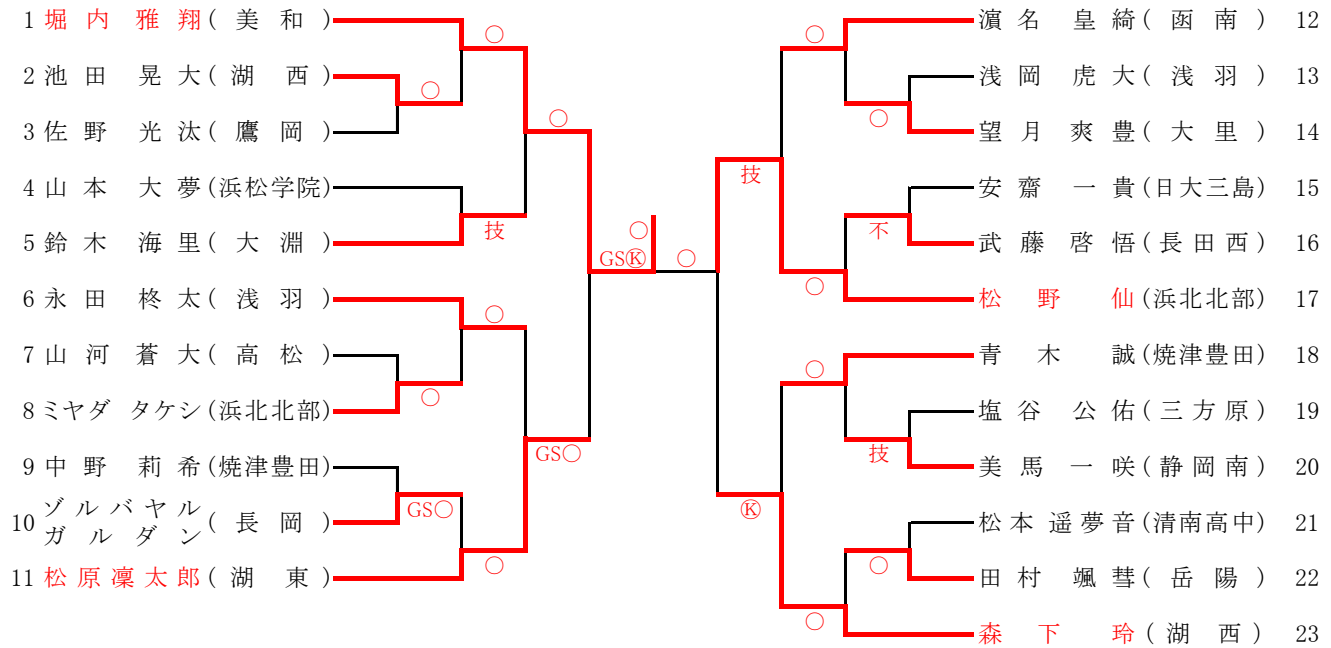 1 堀内雅翔(美和)
○
2 池田晃大(湖西)
○
3 佐野光汰(鷹岡)
○
4 山本大夢(浜松学院)
技
5 鈴木海里(大淵)
GSⓀ
○
6 永田柊太(浅羽)
○
7 山河蒼大(高松)
○
8 ミヤダ タケシ(浜北北部)
GS○
9 中野莉希(焼津豊田)
GS○
10 ゾルバヤル
ガルダン(長岡)
○
11 松原凜太郎(湖東)
○
濵名皇綺(函南) 12
○
浅岡虎大(浅羽) 13
○
望月爽豊(大里) 14
技
安齋一貴(日大三島) 15
不
武藤啓悟(長田西) 16
○
松野仙(浜北北部) 17
○
青木誠(焼津豊田) 18
○
塩谷公佑(三方原) 19
技
美馬一咲(静岡南) 20
Ⓚ
松本遥夢音(清南高中) 21
○
田村颯彗(岳陽) 22
○
森下玲(湖西) 23